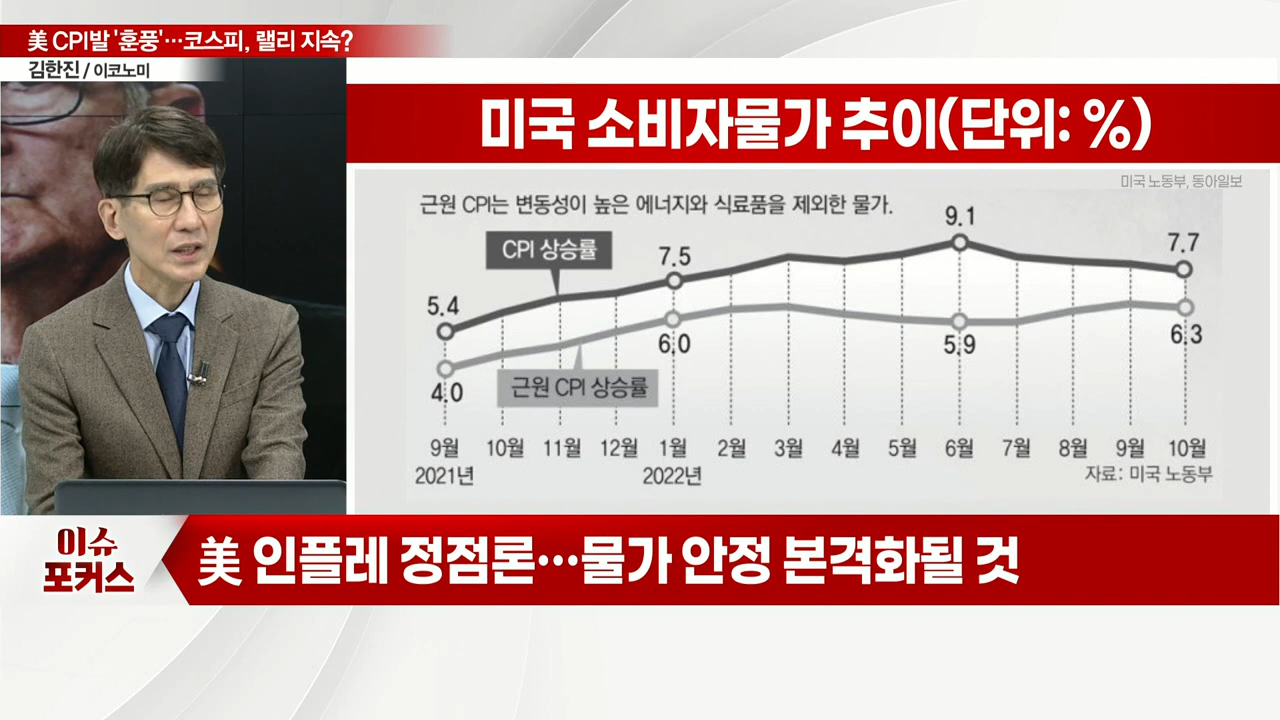 美 CPI발 '훈풍'…코스피, 랠리 지속?
김한진 / 이코노미
미국 소비자물가 추이(단위: %)
미국 노동부, 동아일보
근원 CPI는 변동성이 높은 에너지와 식료품을 제외한 물가.
CPI 상승률
5.4
7.5
9.1
7.7
4.0
6.0
5.9
6.3
근원 CPI 상승률
9월 10월 11월 12월 1월 2월 3월 4월 5월 6월 7월 8월 9월 10월
2021년 2022년
자료: 미국 노동부
이슈
포커스
美 인플레 정점론…물가 안정 본격화될 것